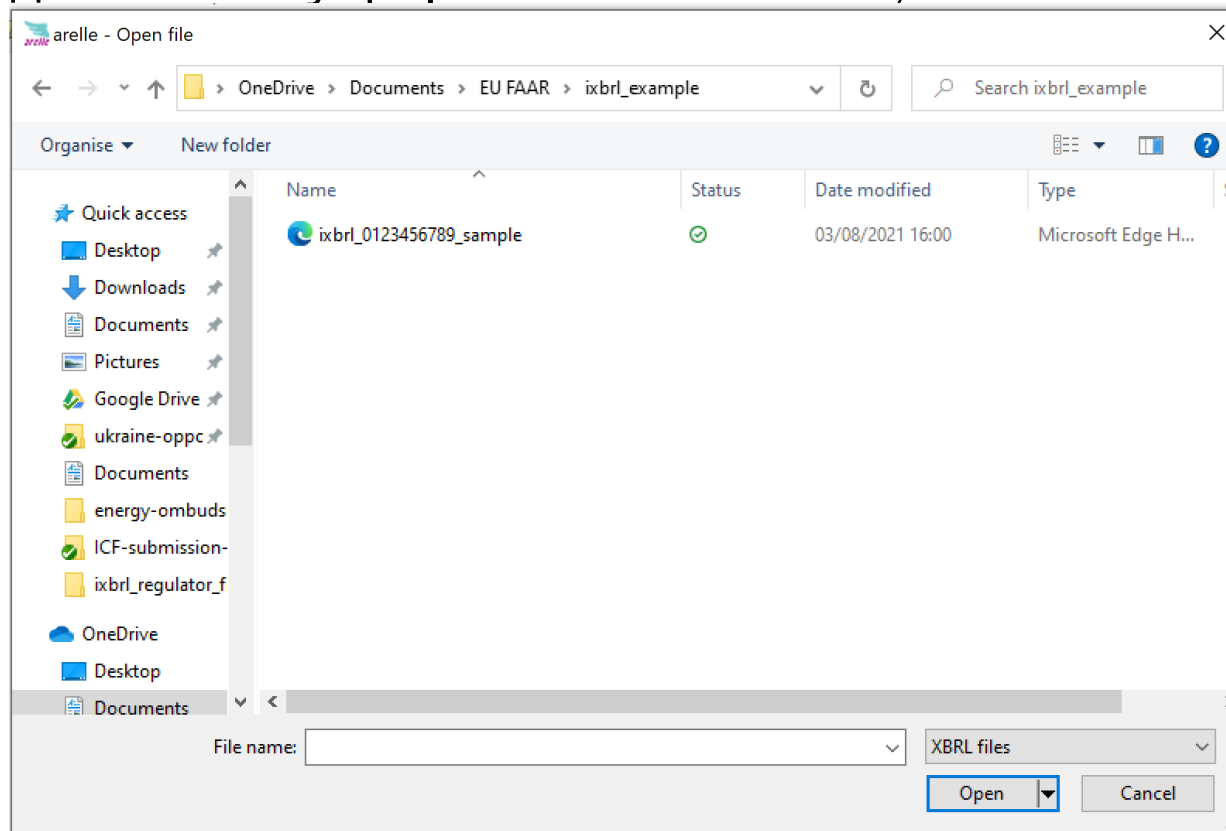 arelle arelle - Open file
OneDrive > Documents > EU FAAR > ixbrl_example
Search ixbrl_example
Organise
New folder
?
Name
Status
Date modified
Type
Quick access
ixbrl_0123456789_sample
03/08/2021 16:00
Microsoft Edge H...
Desktop
Downloads
Documents
Pictures
Google Drive
ukraine-oppc
Documents
energy-ombuds
ICF-submission-
ixbrl_regulator_f
OneDrive
Desktop
Documents
File name:
XBRL files
Open
Cancel